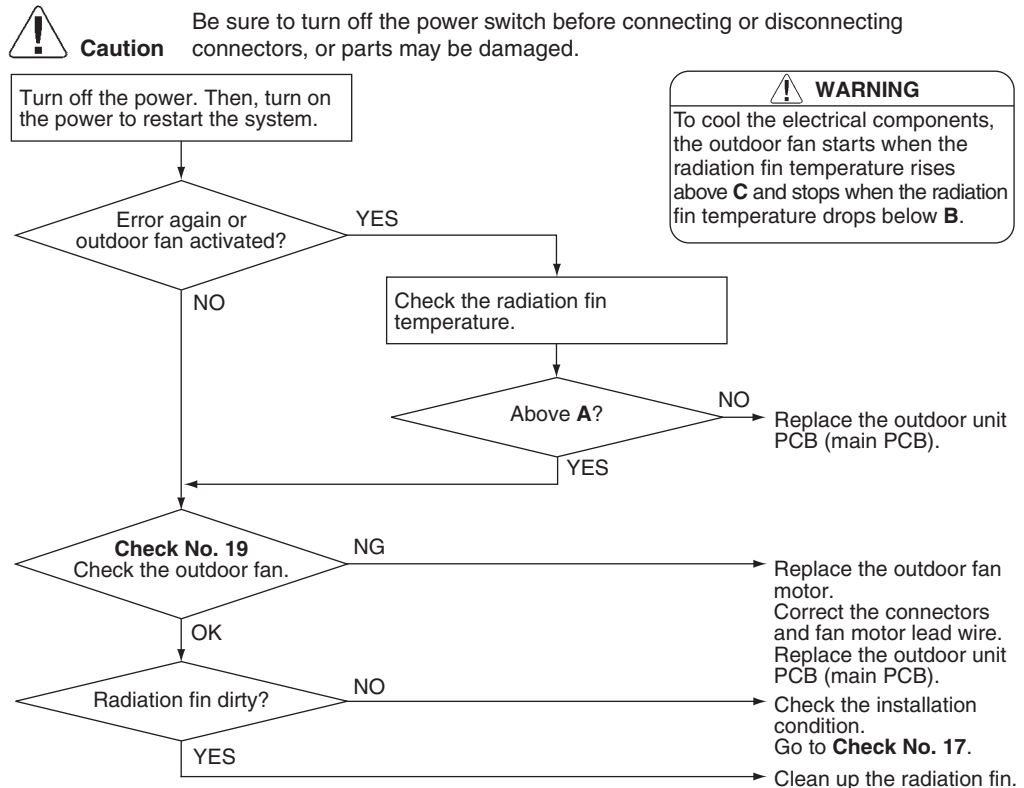 Be sure to turn off the power switch before connecting or disconnecting
Caution connectors, or parts may be damaged.
Turn off the power. Then, turn on
the power to restart the system.
WARNING
To cool the electrical components,
the outdoor fan starts when the
radiation fin temperature rises
above C and stops when the radiation
fin temperature drops below B.
Error again or
outdoor fan activated?
YES
NO
Check the radiation fin
temperature.
Above A?
NO
Replace the outdoor unit
PCB (main PCB).
YES
Check No. 19
Check the outdoor fan.
NG
Replace the outdoor fan
motor.
Correct the connectors
and fan motor lead wire.
Replace the outdoor unit
PCB (main PCB).
OK
Radiation fin dirty?
NO
Check the installation
condition.
Go to Check No. 17.
YES
Clean up the radiation fin.